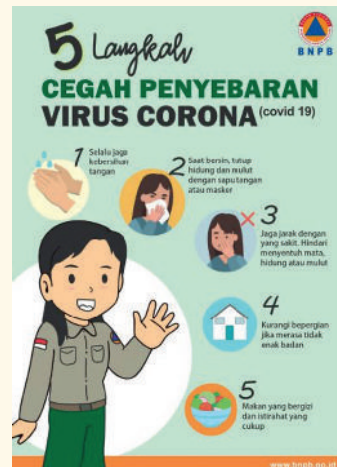 5 Langkah
BNPB
CEGAH PENYEBARAN
VIRUS CORONA (covid 19)
1
Selalu jaga
kebersihan
tangan
2
Saat bersin, tutup
hidung dan mulut
dengan sapu tangan
atau masker
3
Jaga jarak dengan
yang sakit. Hindari
menyentuh mata,
hidung atau mulut
4
Kurangi bepergian
jika merasa tidak
enak badan
5
Makan yang bergizi
dan istirahat yang
cukup
www.bnpb.go.id